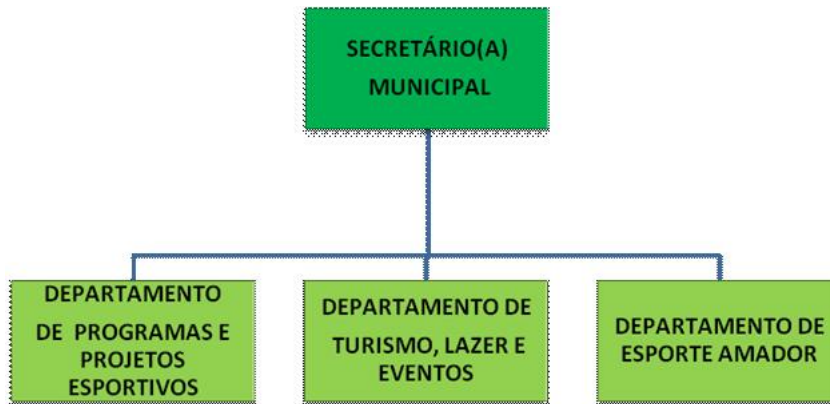 SECRETÁRIO(A)
MUNICIPAL
DEPARTAMENTO
DE PROGRAMAS E
PROJETOS
ESPORTIVOS
DEPARTAMENTO DE
TURISMO, LAZER E
EVENTOS
DEPARTAMENTO DE
ESPORTE AMADOR